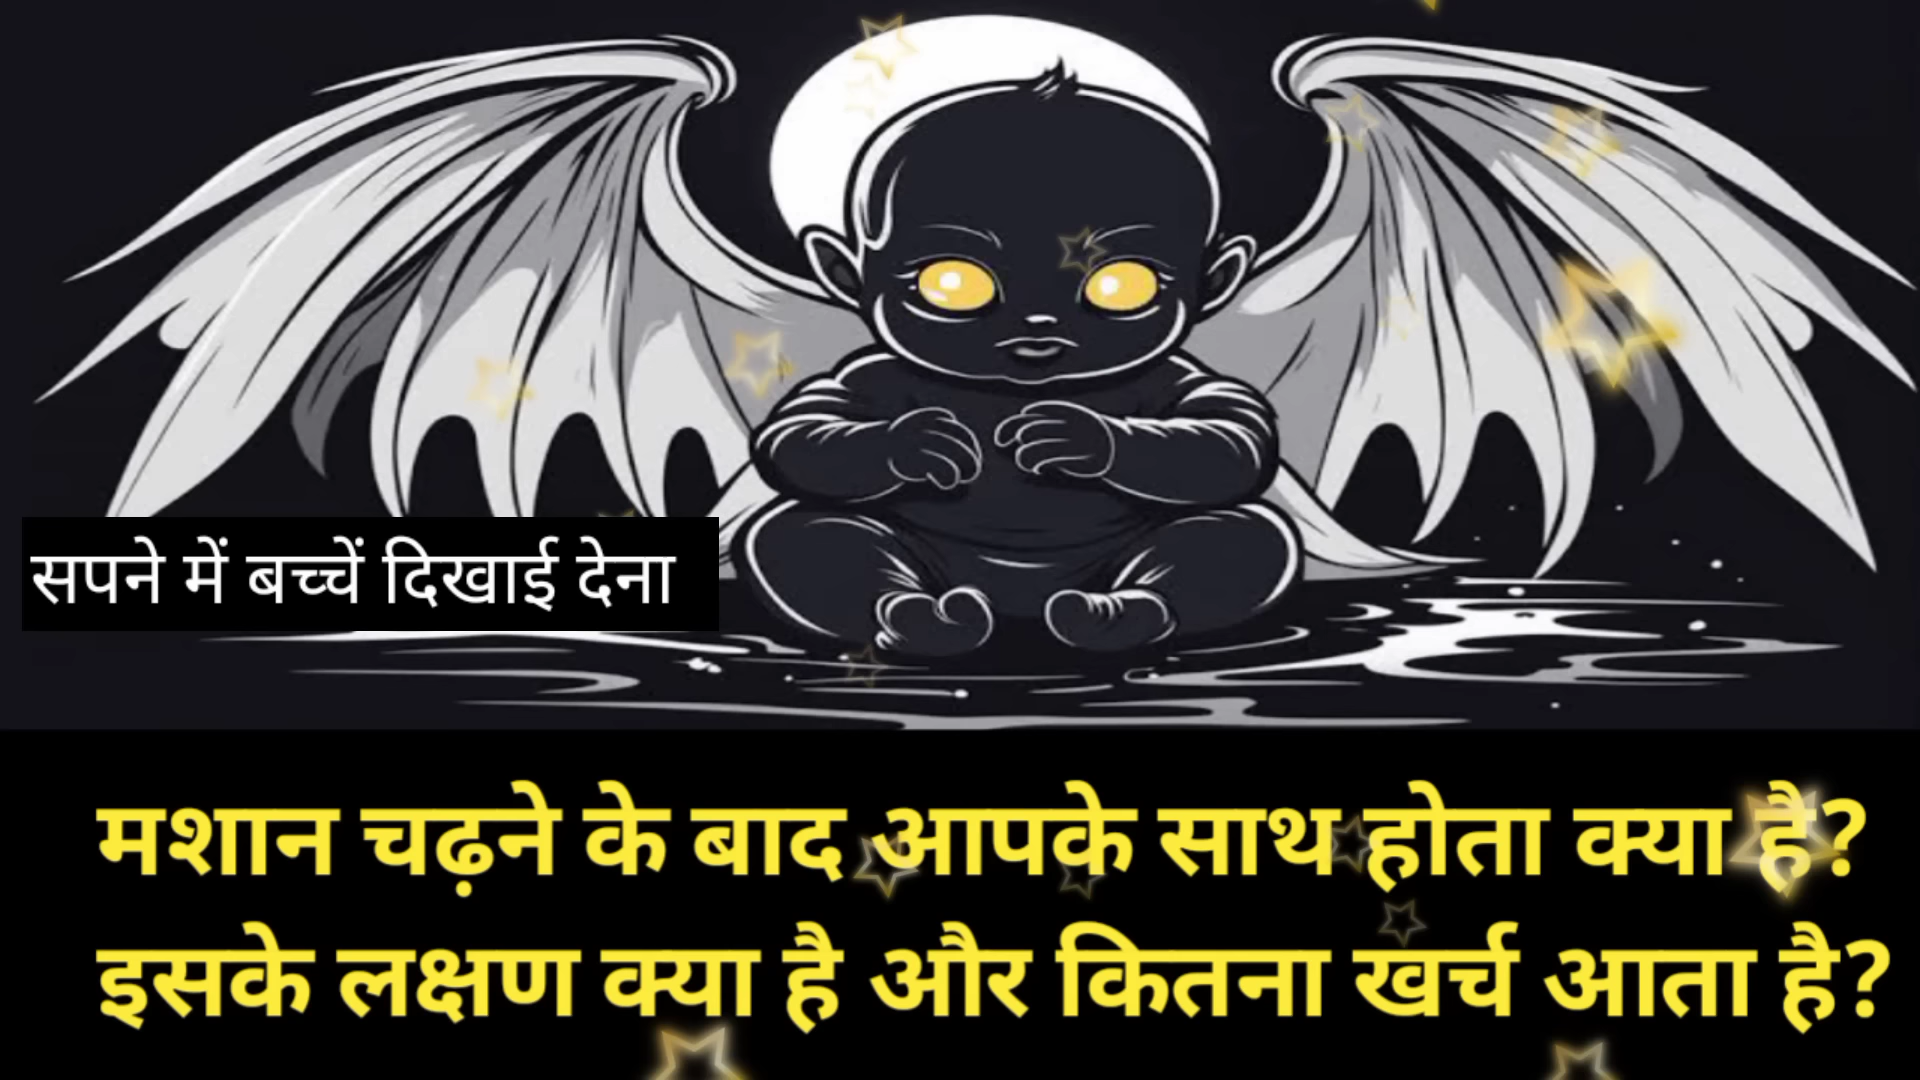 सपने में बच्चें दिखाई देना
मशान चढ़ने के बाद आपके साथ होता क्या है?
इसके लक्षण क्या है और कितना खर्च आता है?